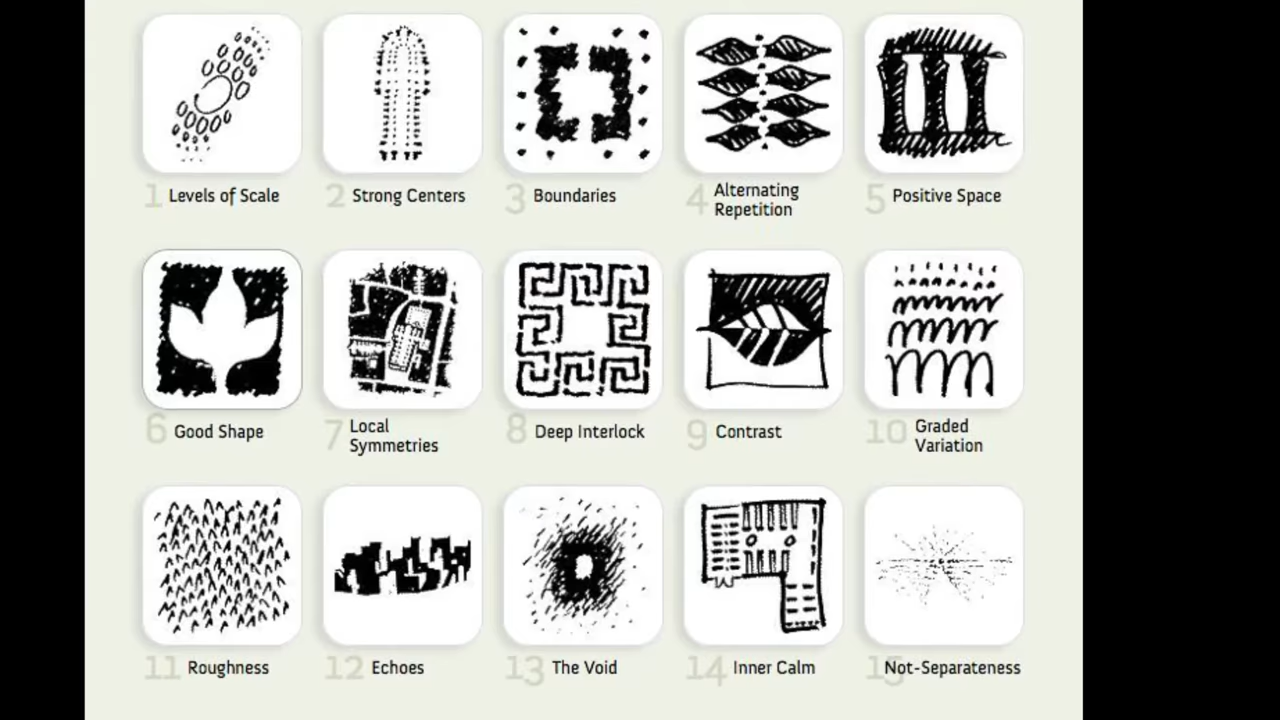 1 Levels of Scale
2 Strong Centers
3 Boundaries
4 Alternating
Repetition
5 Positive Space
6 Good Shape
7 Local
Symmetries
8 Deep Interlock
9 Contrast
10 Graded
Variation
11 Roughness
12 Echoes
13 The Void
14 Inner Calm
15 Not-Separateness